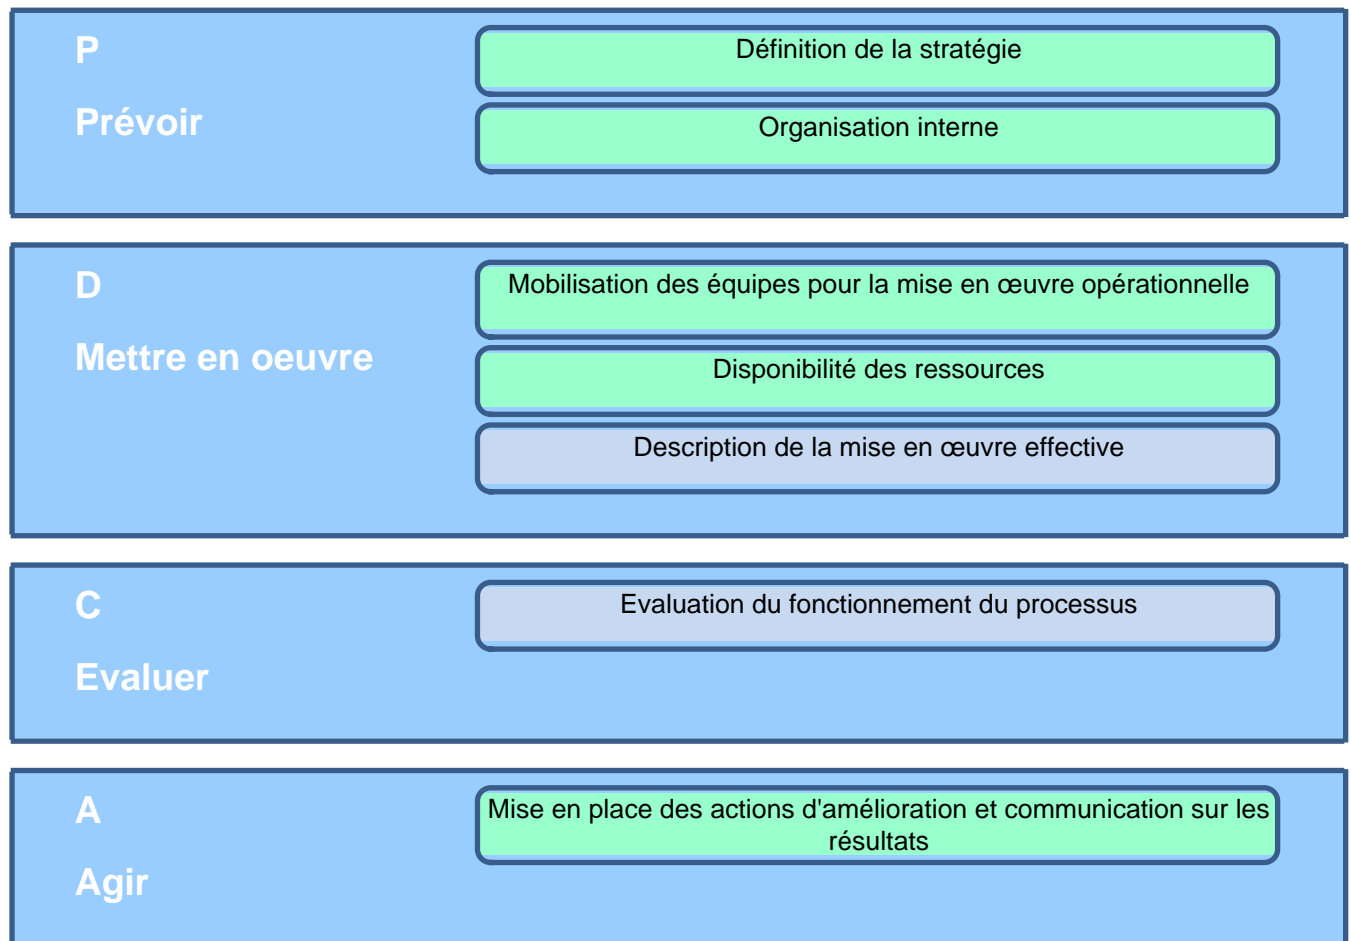 P
Définition de la stratégie
Prévoir
Organisation interne
D
Mobilisation des équipes pour la mise en œuvre opérationnelle
Mettre en oeuvre
Disponibilité des ressources
Description de la mise en œuvre effective
C
Evaluation du fonctionnement du processus
Evaluer
A
Mise en place des actions d'amélioration et communication sur les
résultats
Agir